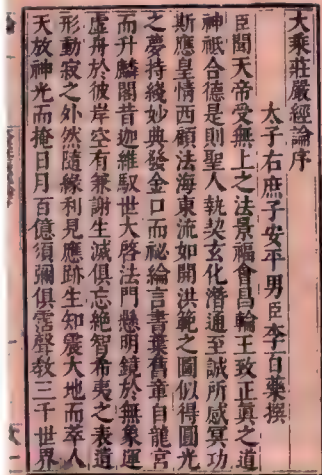 大乘莊嚴經論序
太子右庶子安平男臣李百藥撰
臣聞天帝受無上之法景福會昌輪王致正真之道
神祇合德是則聖人執契玄化潛通至誠所感冥功
斯應皇情西顧法海東流如開洪範之圖似得圓光
之夢持綫妙典發金口而祕綸言書葉舊章自龍宮
而升麟閣昔迦維馭世大啓法門懸明鏡於無象運
虛舟於彼岸空有兼謝生滅俱忘絕智希夷之表遺
形動寂之外然隨緣利見應跡生知震大地而萃人
天放神光而掩日月百億須彌俱霑聲教三千世界